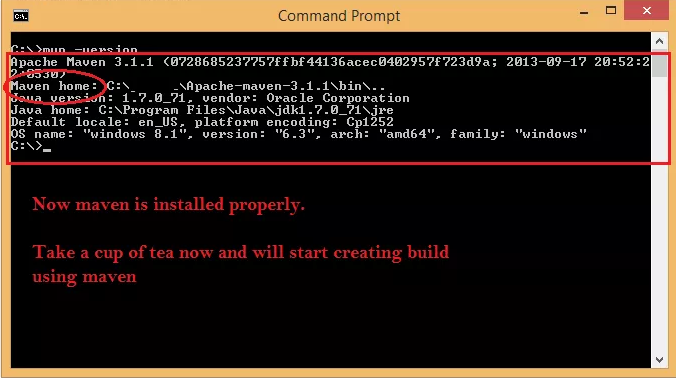 Command Prompt
C:\>mvn -version
Apache Maven 3.1.1 (0728685237757ffbf44136acec0402957f723d9a; 2013-09-17 20:52:2
2+0530)
Maven home: C:\_ _\Apache-maven-3.1.1\bin\..
Java version: 1.7.0_71, vendor: Oracle Corporation
Java home: C:\Program Files\Java\jdk1.7.0_71\jre
Default locale: en_US, platform encoding: Cp1252
OS name: "windows 8.1", version: "6.3", arch: "amd64", family: "windows"
C:\>_
Now maven is installed properly.
Take a cup of tea now and will start creating build
using maven